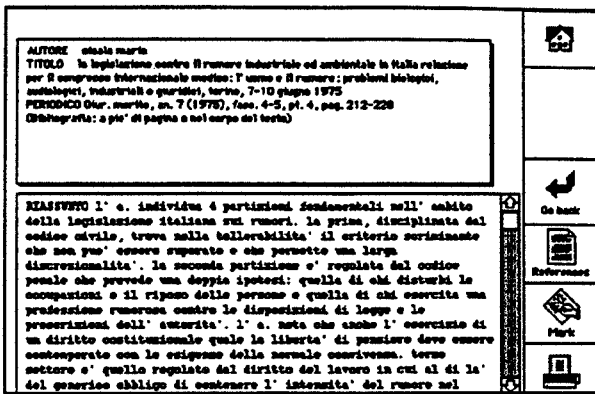 AUTORE nisale mario
TITOLO la legislazione contro il rumore industriale ed ambientale in italia relazione
per il congresso internazionale medico: l' uomo e il rumore: problemi biologici,
audiologici, industriali e giuridici, torino, 7-10 giugno 1975
PERIODICO Giur. merito, an. 7 (1975), fasc. 4-5, pt. 4, pag. 212-228
(Bibliografia: a pie' di pagina e nel corpo del testo)
RIASSUNTO l' a. individua 4 partizioni fondamentali nell' ambito
della legislazione italiana sui rumori. la prima, disciplinata dal
codice civile, trova nella tollerabilita' il criterio scriminante
che non puo' essere superato e che permette una larga
discrezionalita'. la seconda partizione e' regolata dal codice
penale che prevede una doppia ipotesi: quella di chi disturbi le
occupazioni e il riposo delle persone e quella di chi esercita una
professione rumorosa contro le disposizioni di legge o le
prescrizioni dell' autorita'. l' a. nota che anche l' esercizio di
un diritto costituzionale quale la liberta' di pensiero deve essere
contemperato con le esigenze della normale convivenza. terzo
settore e' quello regolato dal diritto del lavoro in cui al di la'
del generico obbligo di contenere l' intensita' del rumore nel
Go back
References
Mark